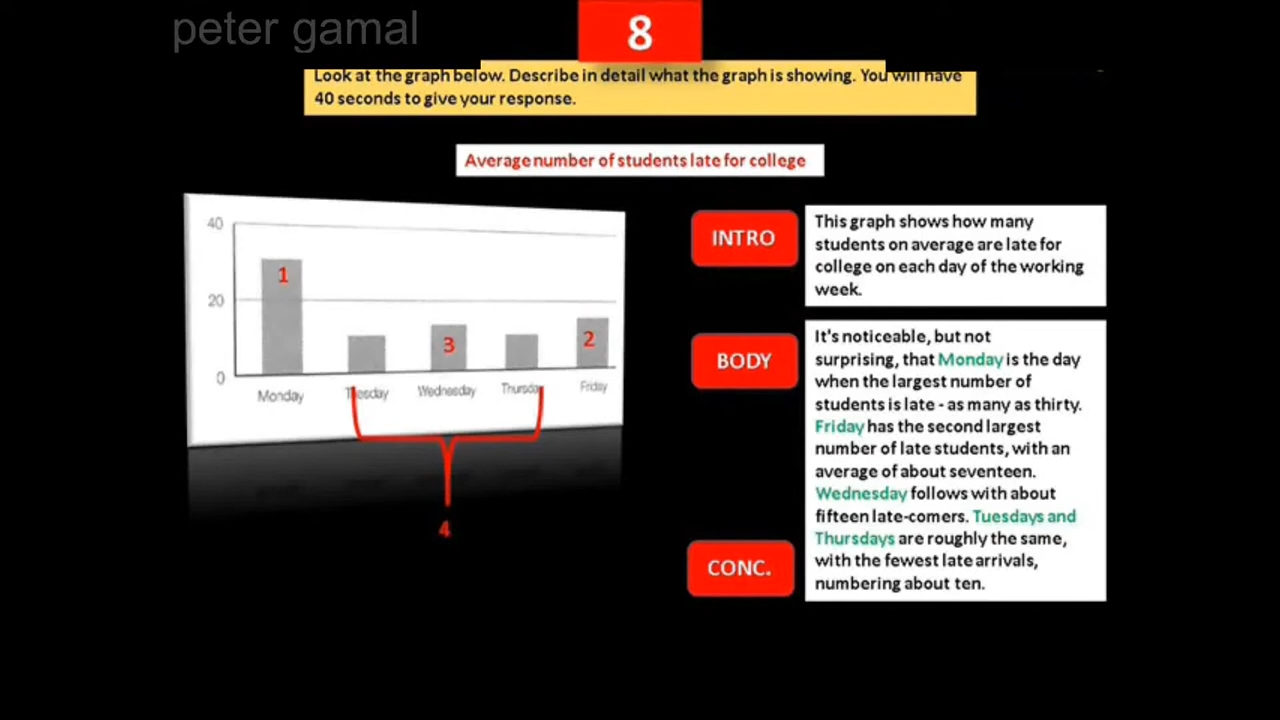 peter gamal
8
Look at the graph below. Describe in detail what the graph is showing. You will have
40 seconds to give your response.
Average number of students late for college
40
20
0
1
3
2
Monday
Tuesday
Wednesday
Thursday
Friday
4
INTRO
This graph shows how many
students on average are late for
college on each day of the working
week.
BODY
It's noticeable, but not
surprising, that Monday is the day
when the largest number of
students is late - as many as thirty.
Friday has the second largest
number of late students, with an
average of about seventeen.
Wednesday follows with about
fifteen late-comers. Tuesdays and
Thursdays are roughly the same,
with the fewest late arrivals,
numbering about ten.
CONC.